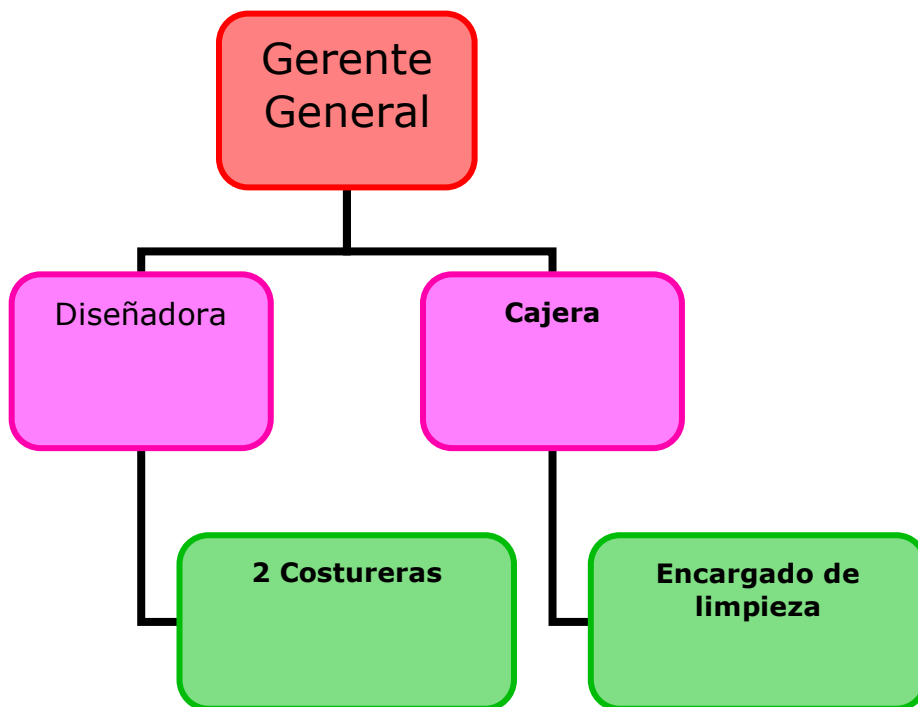 Gerente
General
Diseñadora
Cajera
2 Costureras
Encargado de
limpieza